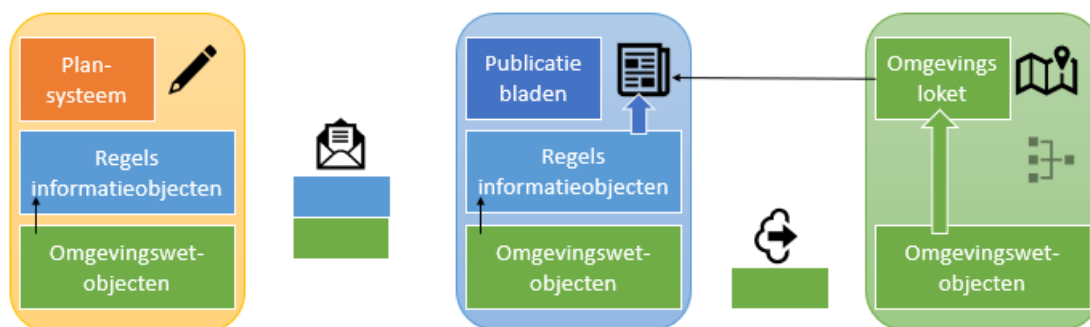 Plan-
systeem
Regels
informatieobjecten
Omgevingswet-
objecten
Publicatie
bladen
Regels
informatieobjecten
Omgevingswet-
objecten
Omgevings
loket
Omgevingswet-
objecten